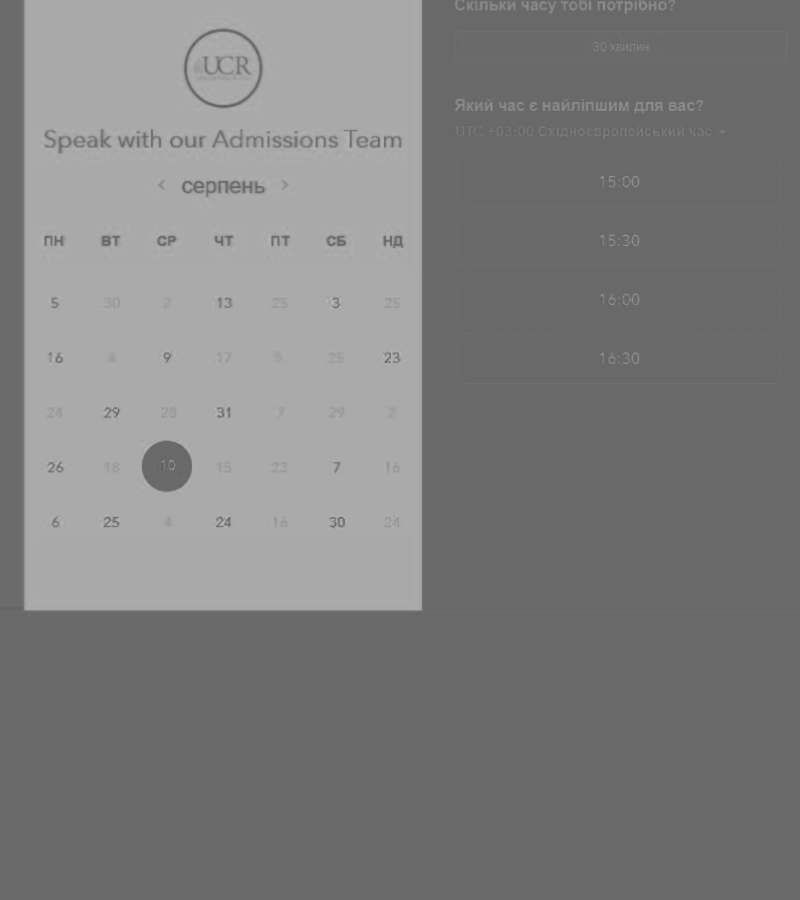 UCR
Speak with our Admissions Team
< серпень >
ПН ВТ СР ЧТ ПТ СБ НД
5 30 2 13 25 3 25
16 4 9 17 5 25 23
24 29 28 31 7 29 2
26 18 10 15 23 7 16
6 25 4 24 16 30 24
Скільки часу тобі потрібно?
30 хвилин
Який час є найліпшим для вас?
UTC +03:00 Східноєвропейський час
15:00
15:30
16:00
16:30